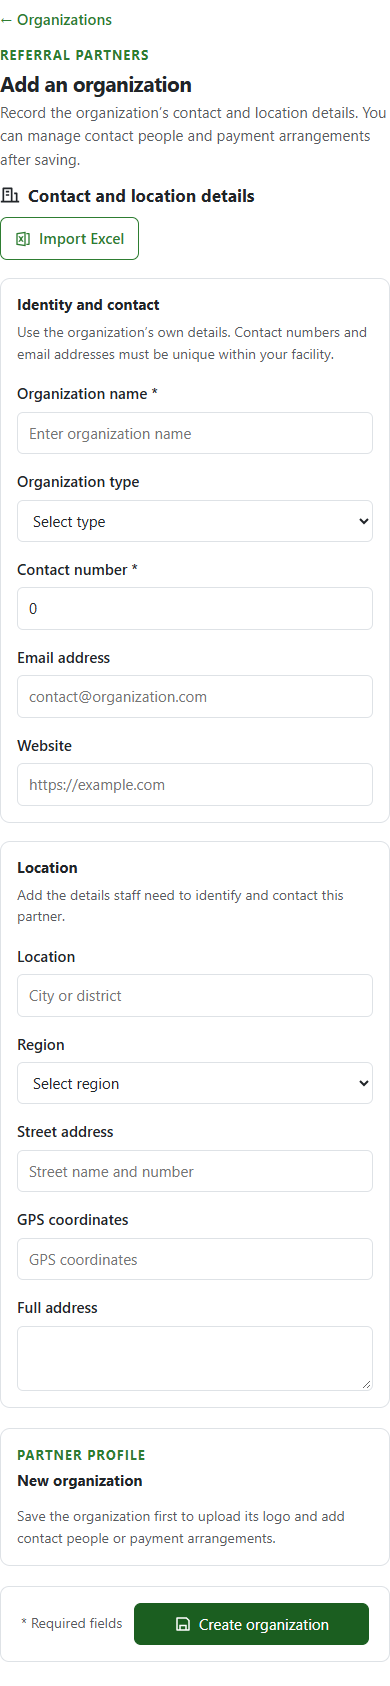 ← Organizations
REFERRAL PARTNERS
Add an organization
Record the organization’s contact and location details. You
can manage contact people and payment arrangements
after saving.
Contact and location details
Import Excel
Identity and contact
Use the organization’s own details. Contact numbers and
email addresses must be unique within your facility.
Organization name *
Enter organization name
Organization type
Select type
Contact number *
0
Email address
contact@organization.com
Website
https://example.com
Location
Add the details staff need to identify and contact this
partner.
Location
City or district
Region
Select region
Street address
Street name and number
GPS coordinates
GPS coordinates
Full address
PARTNER PROFILE
New organization
Save the organization first to upload its logo and add
contact people or payment arrangements.
* Required fields
Create organization